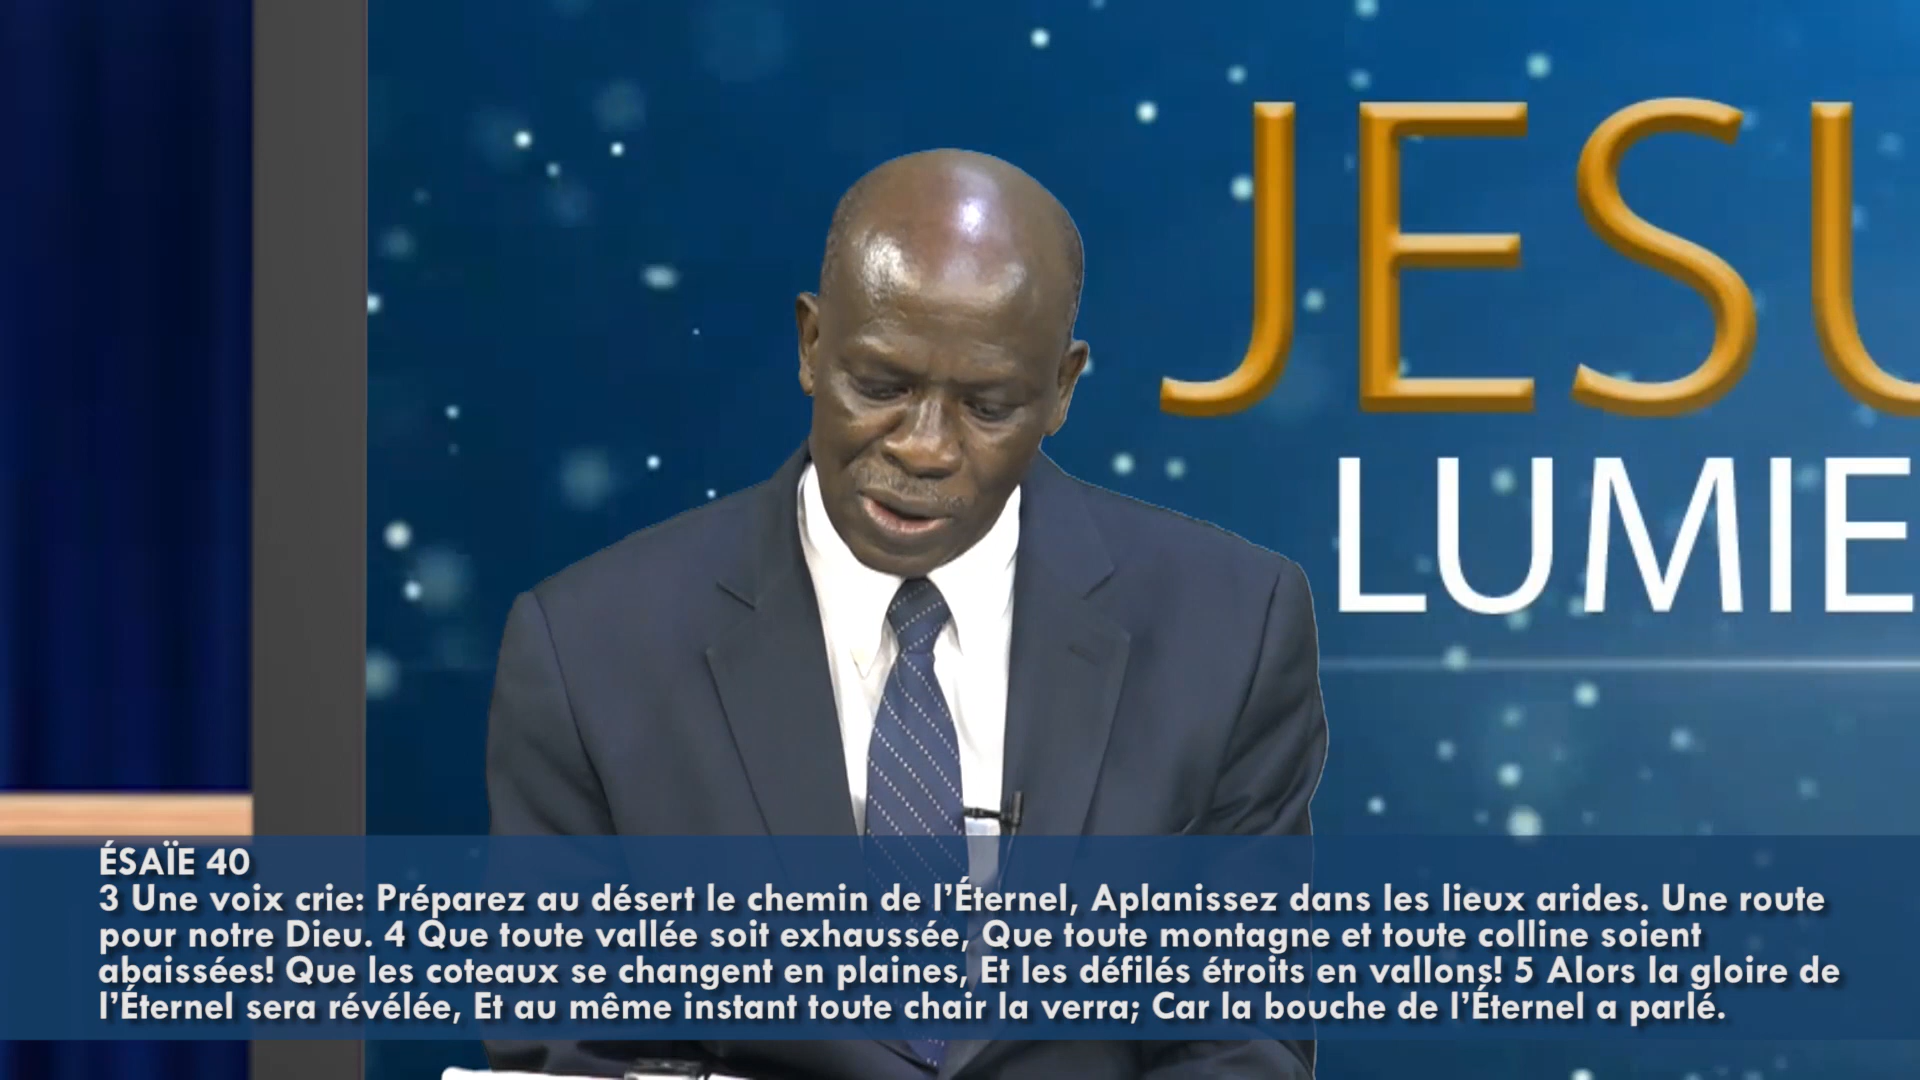 JESU
LUMIE
ÉSAÏE 40
3 Une voix crie: Préparez au désert le chemin de l’Éternel, Aplanissez dans les lieux arides. Une route
pour notre Dieu. 4 Que toute vallée soit exhaussée, Que toute montagne et toute colline soient
abaissées! Que les coteaux se changent en plaines, Et les défilés étroits en vallons! 5 Alors la gloire de
l’Éternel sera révélée, Et au même instant toute chair la verra; Car la bouche de l’Éternel a parlé.